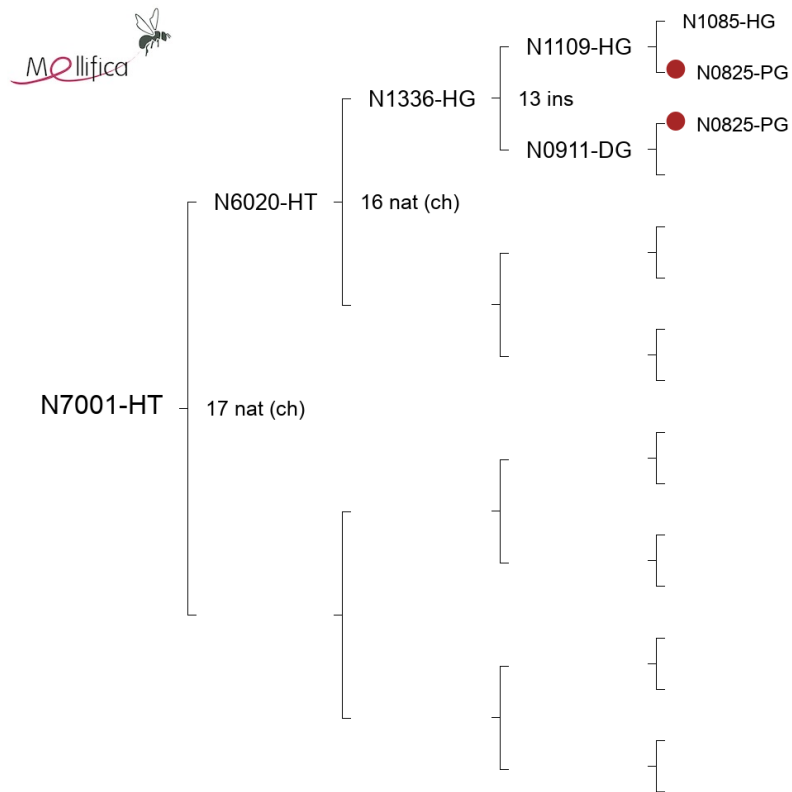 Mellifica
N1085-HG
N1109-HG
N0825-PG
N1336-HG
13 ins
N0825-PG
N0911-DG
N6020-HT
16 nat (ch)
N7001-HT
17 nat (ch)